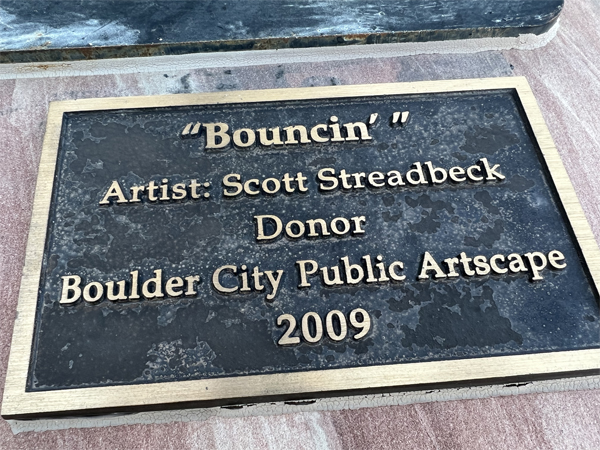 “Bouncin’ ”
Artist: Scott Streadbeck
Donor
Boulder City Public Artscape
2009